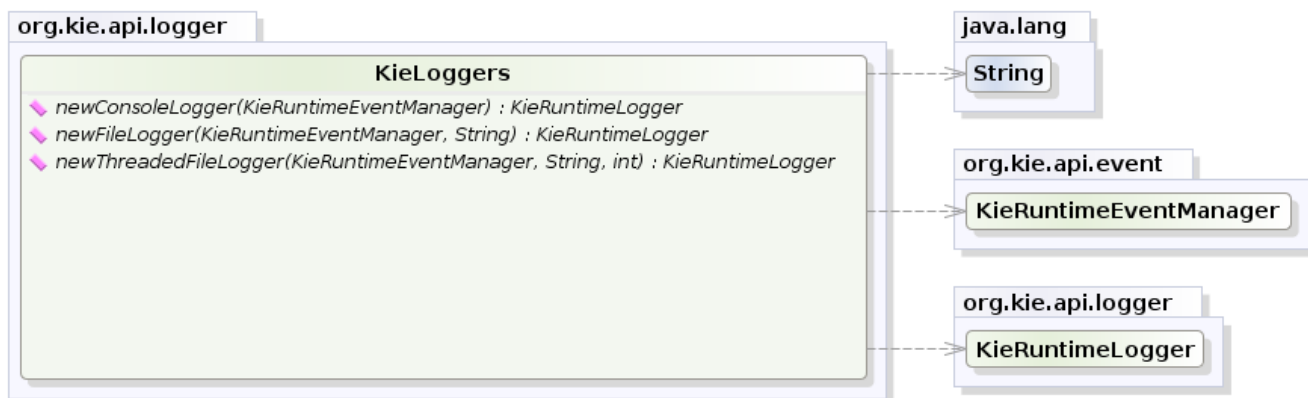 org.kie.api.logger
KieLoggers
newConsoleLogger(KieRuntimeEventManager) : KieRuntimeLogger
newFileLogger(KieRuntimeEventManager, String) : KieRuntimeLogger
newThreadedFileLogger(KieRuntimeEventManager, String, int) : KieRuntimeLogger
java.lang
String
org.kie.api.event
KieRuntimeEventManager
org.kie.api.logger
KieRuntimeLogger